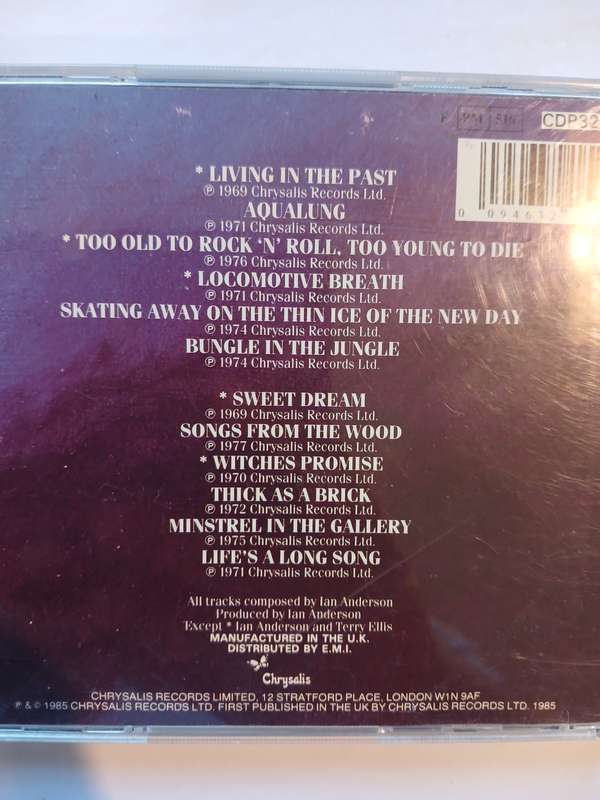 F PM 516 CDP32
0 094632
* LIVING IN THE PAST
℗ 1969 Chrysalis Records Ltd.
AQUALUNG
℗ 1971 Chrysalis Records Ltd.
* TOO OLD TO ROCK ‘N’ ROLL, TOO YOUNG TO DIE
℗ 1976 Chrysalis Records Ltd.
* LOCOMOTIVE BREATH
℗ 1971 Chrysalis Records Ltd.
SKATING AWAY ON THE THIN ICE OF THE NEW DAY
℗ 1974 Chrysalis Records Ltd.
BUNGLE IN THE JUNGLE
℗ 1974 Chrysalis Records Ltd.
* SWEET DREAM
℗ 1969 Chrysalis Records Ltd.
SONGS FROM THE WOOD
℗ 1977 Chrysalis Records Ltd.
* WITCHES PROMISE
℗ 1970 Chrysalis Records Ltd.
THICK AS A BRICK
℗ 1972 Chrysalis Records Ltd.
MINSTREL IN THE GALLERY
℗ 1975 Chrysalis Records Ltd.
LIFE'S A LONG SONG
℗ 1971 Chrysalis Records Ltd.
All tracks composed by Ian Anderson
Produced by Ian Anderson
Except * Ian Anderson and Terry Ellis
MANUFACTURED IN THE U.K.
DISTRIBUTED BY E.M.I.
Chrysalis
CHRYSALIS RECORDS LIMITED, 12 STRATFORD PLACE, LONDON W1N 9AF
℗ & © 1985 CHRYSALIS RECORDS LTD. FIRST PUBLISHED IN THE UK BY CHRYSALIS RECORDS LTD. 1985